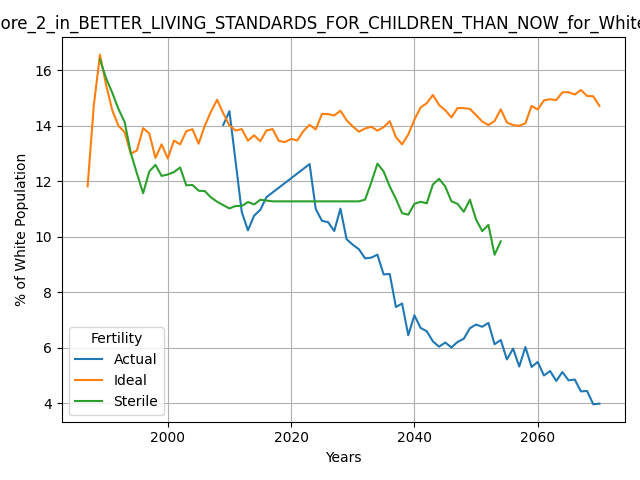 ore_2_in_BETTER_LIVING_STANDARDS_FOR_CHILDREN_THAN_NOW_for_White
% of White Population
16
14
12
10
8
6
4
Fertility
Actual
Ideal
Sterile
2000 2020 2040 2060
Years